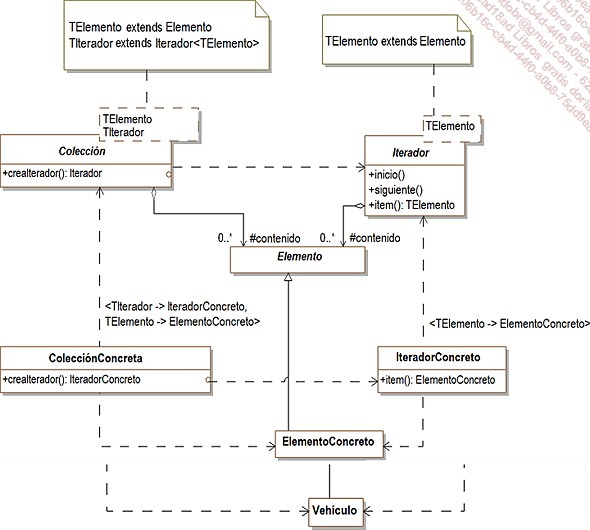 TElemento extends Elemento
TIterador extends Iterador<TElemento>
TElemento extends Elemento
TElemento
TIterador
TElemento
Colección
+creaIterador(): Iterador
Iterador
+inicio()
+siguiente()
+item(): TElemento
0..* #contenido
0..* #contenido
Elemento
<TIterador -> IteradorConcreto,
TElemento -> ElementoConcreto>
<TElemento -> ElementoConcreto>
ColecciónConcreta
+creaIterador(): IteradorConcreto
IteradorConcreto
+item(): ElementoConcreto
ElementoConcreto
Vehículo